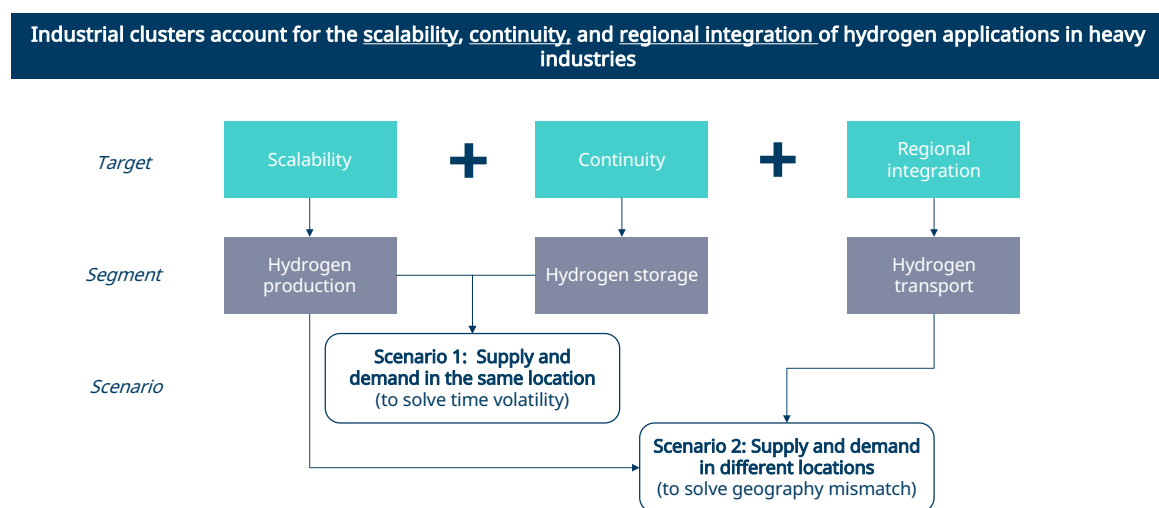 Industrial clusters account for the scalability, continuity, and regional integration of hydrogen applications in heavy
industries
Target
Scalability
Continuity
Regional
integration
Segment
Hydrogen
production
Hydrogen storage
Hydrogen
transport
Scenario
Scenario 1:  Supply and
demand in the same location
(to solve time volatility)
Scenario 2: Supply and demand
in different locations
(to solve geography mismatch)